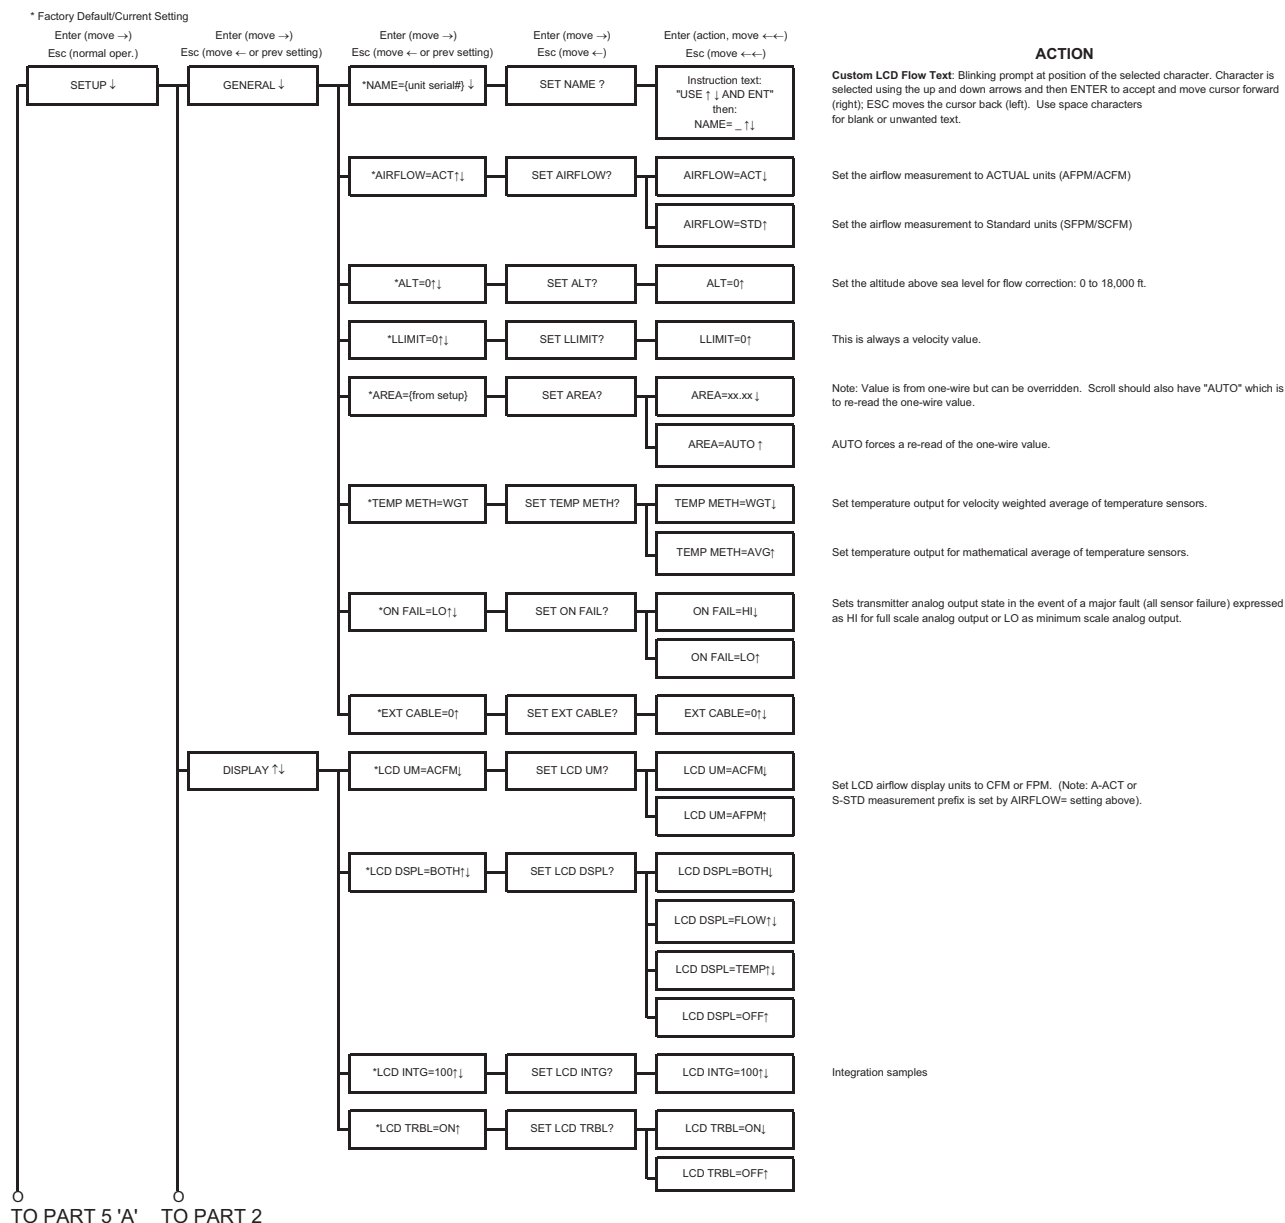 * Factory Default/Current Setting
Enter (move →)
Esc (normal oper.)
Enter (move →)
Esc (move ← or prev setting)
Enter (move →)
Esc (move ← or prev setting)
Enter (move →)
Esc (move ←)
Enter (action, move ←←)
Esc (move ←←)
ACTION
SETUP ↓
GENERAL ↓
*NAME={unit serial#} ↓
SET NAME ?
Instruction text:
"USE ↑ ↓ AND ENT"
then:
NAME= _ ↑↓
Custom LCD Flow Text: Blinking prompt at position of the selected character. Character is
selected using the up and down arrows and then ENTER to accept and move cursor forward
(right); ESC moves the cursor back (left). Use space characters
for blank or unwanted text.
*AIRFLOW=ACT↑↓
SET AIRFLOW?
AIRFLOW=ACT↓
Set the airflow measurement to ACTUAL units (AFPM/ACFM)
AIRFLOW=STD↑
Set the airflow measurement to Standard units (SFPM/SCFM)
*ALT=0↑↓
SET ALT?
ALT=0↑
Set the altitude above sea level for flow correction: 0 to 18,000 ft.
*LLIMIT=0↑↓
SET LLIMIT?
LLIMIT=0↑
This is always a velocity value.
*AREA={from setup}
SET AREA?
AREA=xx.xx ↓
Note: Value is from one-wire but can be overridden. Scroll should also have "AUTO" which is
to re-read the one-wire value.
AREA=AUTO ↑
AUTO forces a re-read of the one-wire value.
*TEMP METH=WGT
SET TEMP METH?
TEMP METH=WGT↓
Set temperature output for velocity weighted average of temperature sensors.
TEMP METH=AVG↑
Set temperature output for mathematical average of temperature sensors.
*ON FAIL=LO↑↓
SET ON FAIL?
ON FAIL=HI↓
Sets transmitter analog output state in the event of a major fault (all sensor failure) expressed
as HI for full scale analog output or LO as minimum scale analog output.
ON FAIL=LO↑
*EXT CABLE=0↑
SET EXT CABLE?
EXT CABLE=0↑↓
DISPLAY ↑↓
*LCD UM=ACFM↓
SET LCD UM?
LCD UM=ACFM↓
Set LCD airflow display units to CFM or FPM. (Note: A-ACT or
S-STD measurement prefix is set by AIRFLOW= setting above).
LCD UM=AFPM↑
*LCD DSPL=BOTH↑↓
SET LCD DSPL?
LCD DSPL=BOTH↓
LCD DSPL=FLOW↑↓
LCD DSPL=TEMP↑↓
LCD DSPL=OFF↑
*LCD INTG=100↑↓
SET LCD INTG?
LCD INTG=100↑↓
Integration samples
*LCD TRBL=ON↑
SET LCD TRBL?
LCD TRBL=ON↓
LCD TRBL=OFF↑
O
O
TO PART 5 'A'
TO PART 2